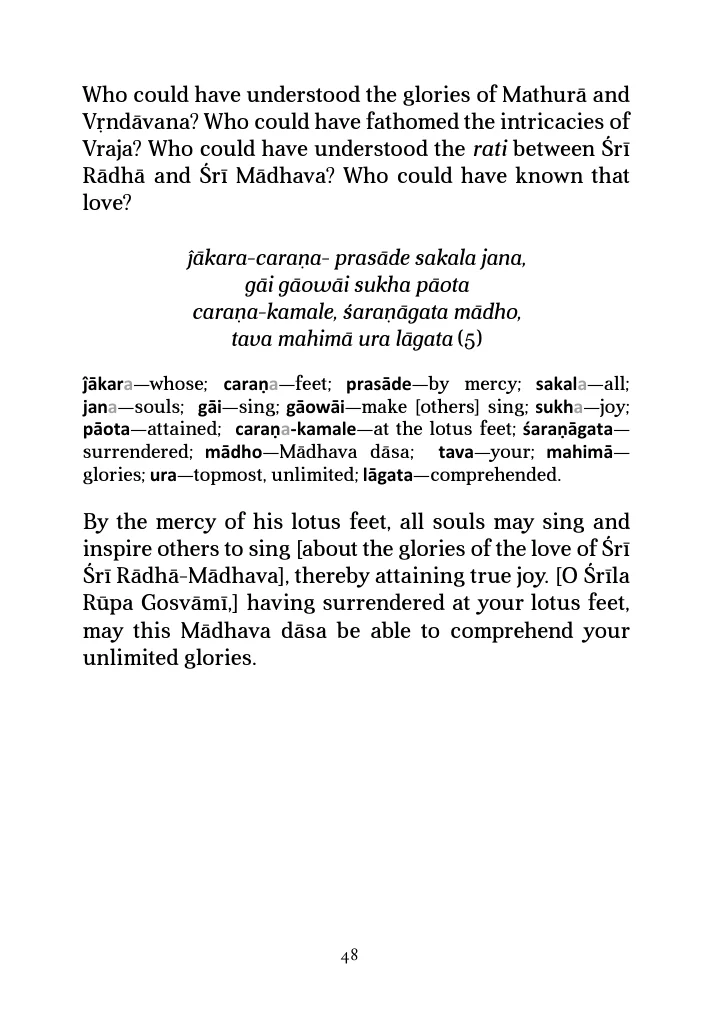 Who could have understood the glories of Mathurā and
Vṛndāvana? Who could have fathomed the intricacies of
Vraja? Who could have understood the rati between Śrī
Rādhā and Śrī Mādhava? Who could have known that
love?
ĵākara-caraṇa- prasāde sakala jana,
gāi gāowāi sukha pāota
caraṇa-kamale, śaraṇāgata mādho,
tava mahimā ura lāgata (5)
ĵākara—whose; caraṇa—feet; prasāde—by mercy; sakala—all;
jana—souls; gāi—sing; gāowāi—make [others] sing; sukha—joy;
pāota—attained; caraṇa-kamale—at the lotus feet; śaraṇāgata—
surrendered; mādho—Mādhava dāsa; tava—your; mahimā—
glories; ura—topmost, unlimited; lāgata—comprehended.
By the mercy of his lotus feet, all souls may sing and
inspire others to sing [about the glories of the love of Śrī
Śrī Rādhā-Mādhava], thereby attaining true joy. [O Śrīla
Rūpa Gosvāmī,] having surrendered at your lotus feet,
may this Mādhava dāsa be able to comprehend your
unlimited glories.
48